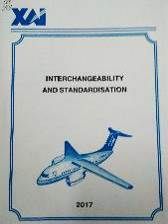 XAI
INTERCHANGEABILITY
AND STANDARDISATION
2017